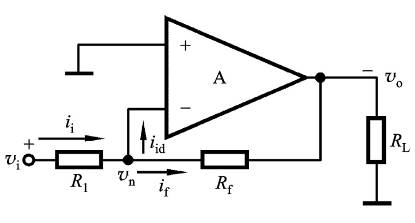 +
A
−
− v_o
+ i_i
i_id
v_i
R_1
v_n
i_f
R_f
R_L